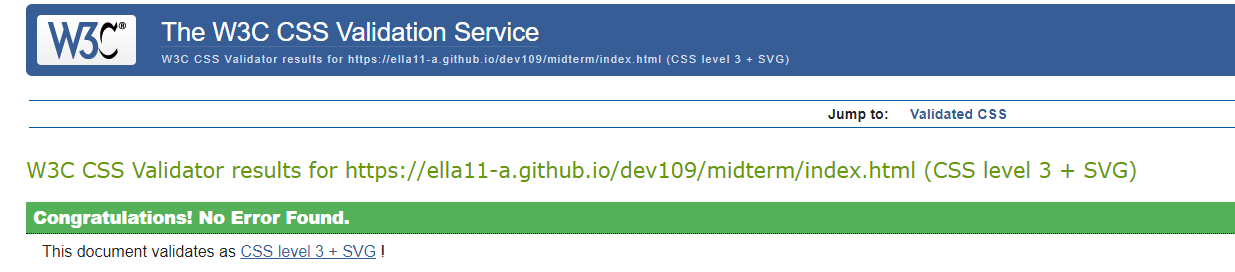 W3C® The W3C CSS Validation Service
W3C CSS Validator results for https://ella11-a.github.io/dev109/midterm/index.html (CSS level 3 + SVG)
Jump to: Validated CSS
W3C CSS Validator results for https://ella11-a.github.io/dev109/midterm/index.html (CSS level 3 + SVG)
Congratulations! No Error Found.
This document validates as CSS level 3 + SVG !